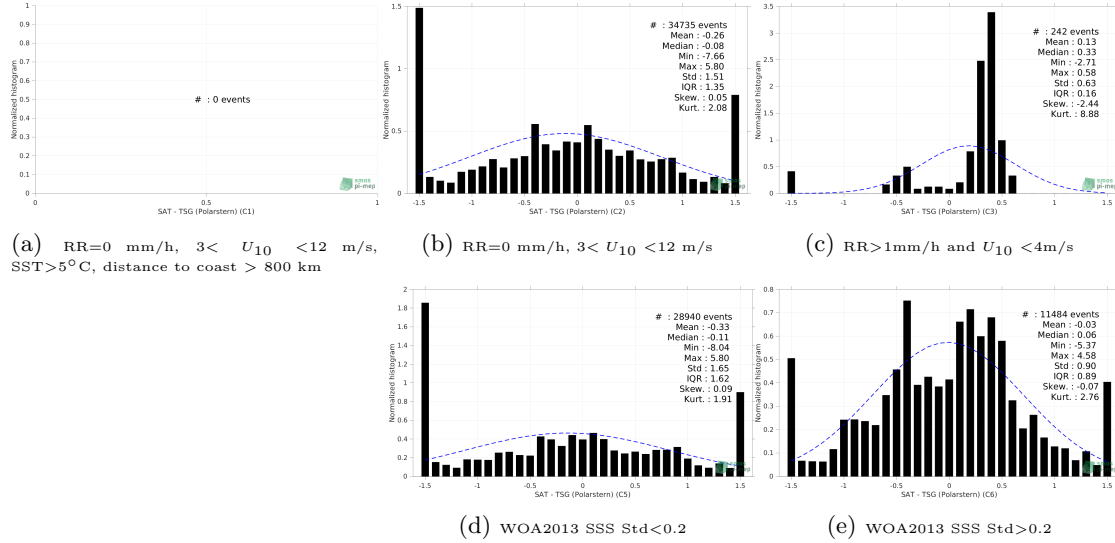 1
0.9
0.8
0.7
0.6
0.5
0.4
0.3
0.2
0.1
0
Normalized histogram
# : 0 events
smos
pi-mep
0 0.5 1
SAT - TSG (Polarstern) (C1)
(a) RR=0 mm/h, 3< U10 <12 m/s,
SST>5°C, distance to coast > 800 km
1.5
1
0.5
0
Normalized histogram
# : 34735 events
Mean : -0.26
Median : -0.08
Min : -7.66
Max : 5.80
Std : 1.51
IQR : 1.35
Skew. : 0.05
Kurt. : 2.08
pi-mep
-1.5 -1 -0.5 0 0.5 1 1.5
SAT - TSG (Polarstern) (C2)
(b) RR=0 mm/h, 3< U10 <12 m/s
3.5
3
2.5
2
1.5
1
0.5
0
Normalized histogram
# : 242 events
Mean : 0.13
Median : 0.33
Min : -2.71
Max : 0.58
Std : 0.63
IQR : 0.16
Skew. : -2.44
Kurt. : 8.88
smos
pi-mep
-1.5 -1 -0.5 0 0.5 1 1.5
SAT - TSG (Polarstern) (C3)
(c) RR>1mm/h and U10 <4m/s
2
1.8
1.6
1.4
1.2
1
0.8
0.6
0.4
0.2
0
Normalized histogram
# : 28940 events
Mean : -0.33
Median : -0.11
Min : -8.04
Max : 5.80
Std : 1.65
IQR : 1.62
Skew. : 0.09
Kurt. : 1.91
pi-mep
-1.5 -1 -0.5 0 0.5 1 1.5
SAT - TSG (Polarstern) (C5)
(d) WOA2013 SSS Std<0.2
0.8
0.7
0.6
0.5
0.4
0.3
0.2
0.1
0
Normalized histogram
# : 11484 events
Mean : -0.03
Median : 0.06
Min : -5.37
Max : 4.58
Std : 0.90
IQR : 0.89
Skew. : -0.07
Kurt. : 2.76
pi-mep
-1.5 -1 -0.5 0 0.5 1 1.5
SAT - TSG (Polarstern) (C6)
(e) WOA2013 SSS Std>0.2